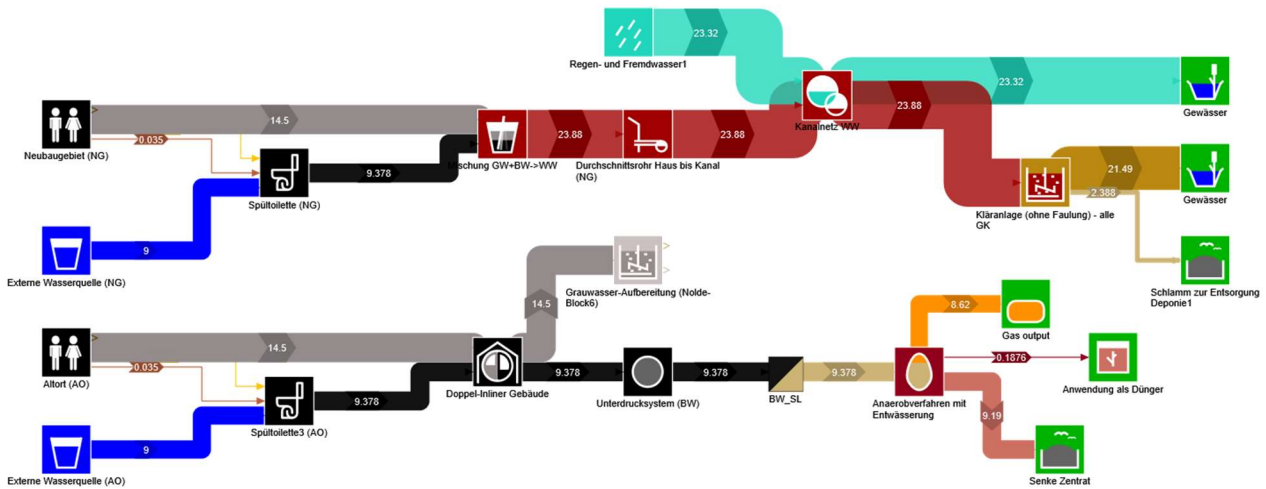 23.32
Regen- und Fremdwasser1
23.32
Gewässer
14.5
0.035
Neubaugebiet (NG)
23.88
23.88
23.88
Kanalnetz WW
Mischung GW+BW->WW
Durchschnittsrohr Haus bis Kanal
(NG)
9.378
Spültoilette (NG)
21.49
2.388
Gewässer
Kläranlage (ohne Faulung) - alle
GK
9
Externe Wasserquelle (NG)
Schlamm zur Entsorgung
Deponie1
Grauwasser-Aufbereitung (Nolde-
Block6)
14.5
8.62
Gas output
14.5
0.035
Altort (AO)
Doppel-Inliner Gebäude
9.378
Unterdrucksystem (BW)
9.378
BW_SL
9.378
0.1876
Anwendung als Dünger
Anaerobverfahren mit
Entwässerung
9.378
Spültoilette3 (AO)
9.19
9
Externe Wasserquelle (AO)
Senke Zentrat